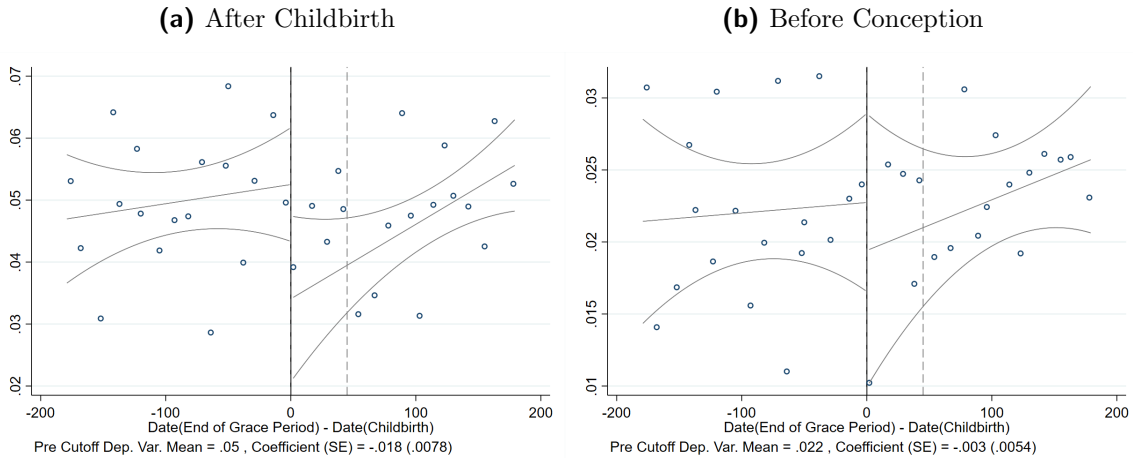 (a) After Childbirth
.07
.06
.05
.04
.03
.02
-200 -100 0 100 200
Date(End of Grace Period) - Date(Childbirth)
Pre Cutoff Dep. Var. Mean = .05 , Coefficient (SE) = -.018 (.0078)
(b) Before Conception
.03
.025
.02
.015
.01
-200 -100 0 100 200
Date(End of Grace Period) - Date(Childbirth)
Pre Cutoff Dep. Var. Mean = .022 , Coefficient (SE) = -.003 (.0054)